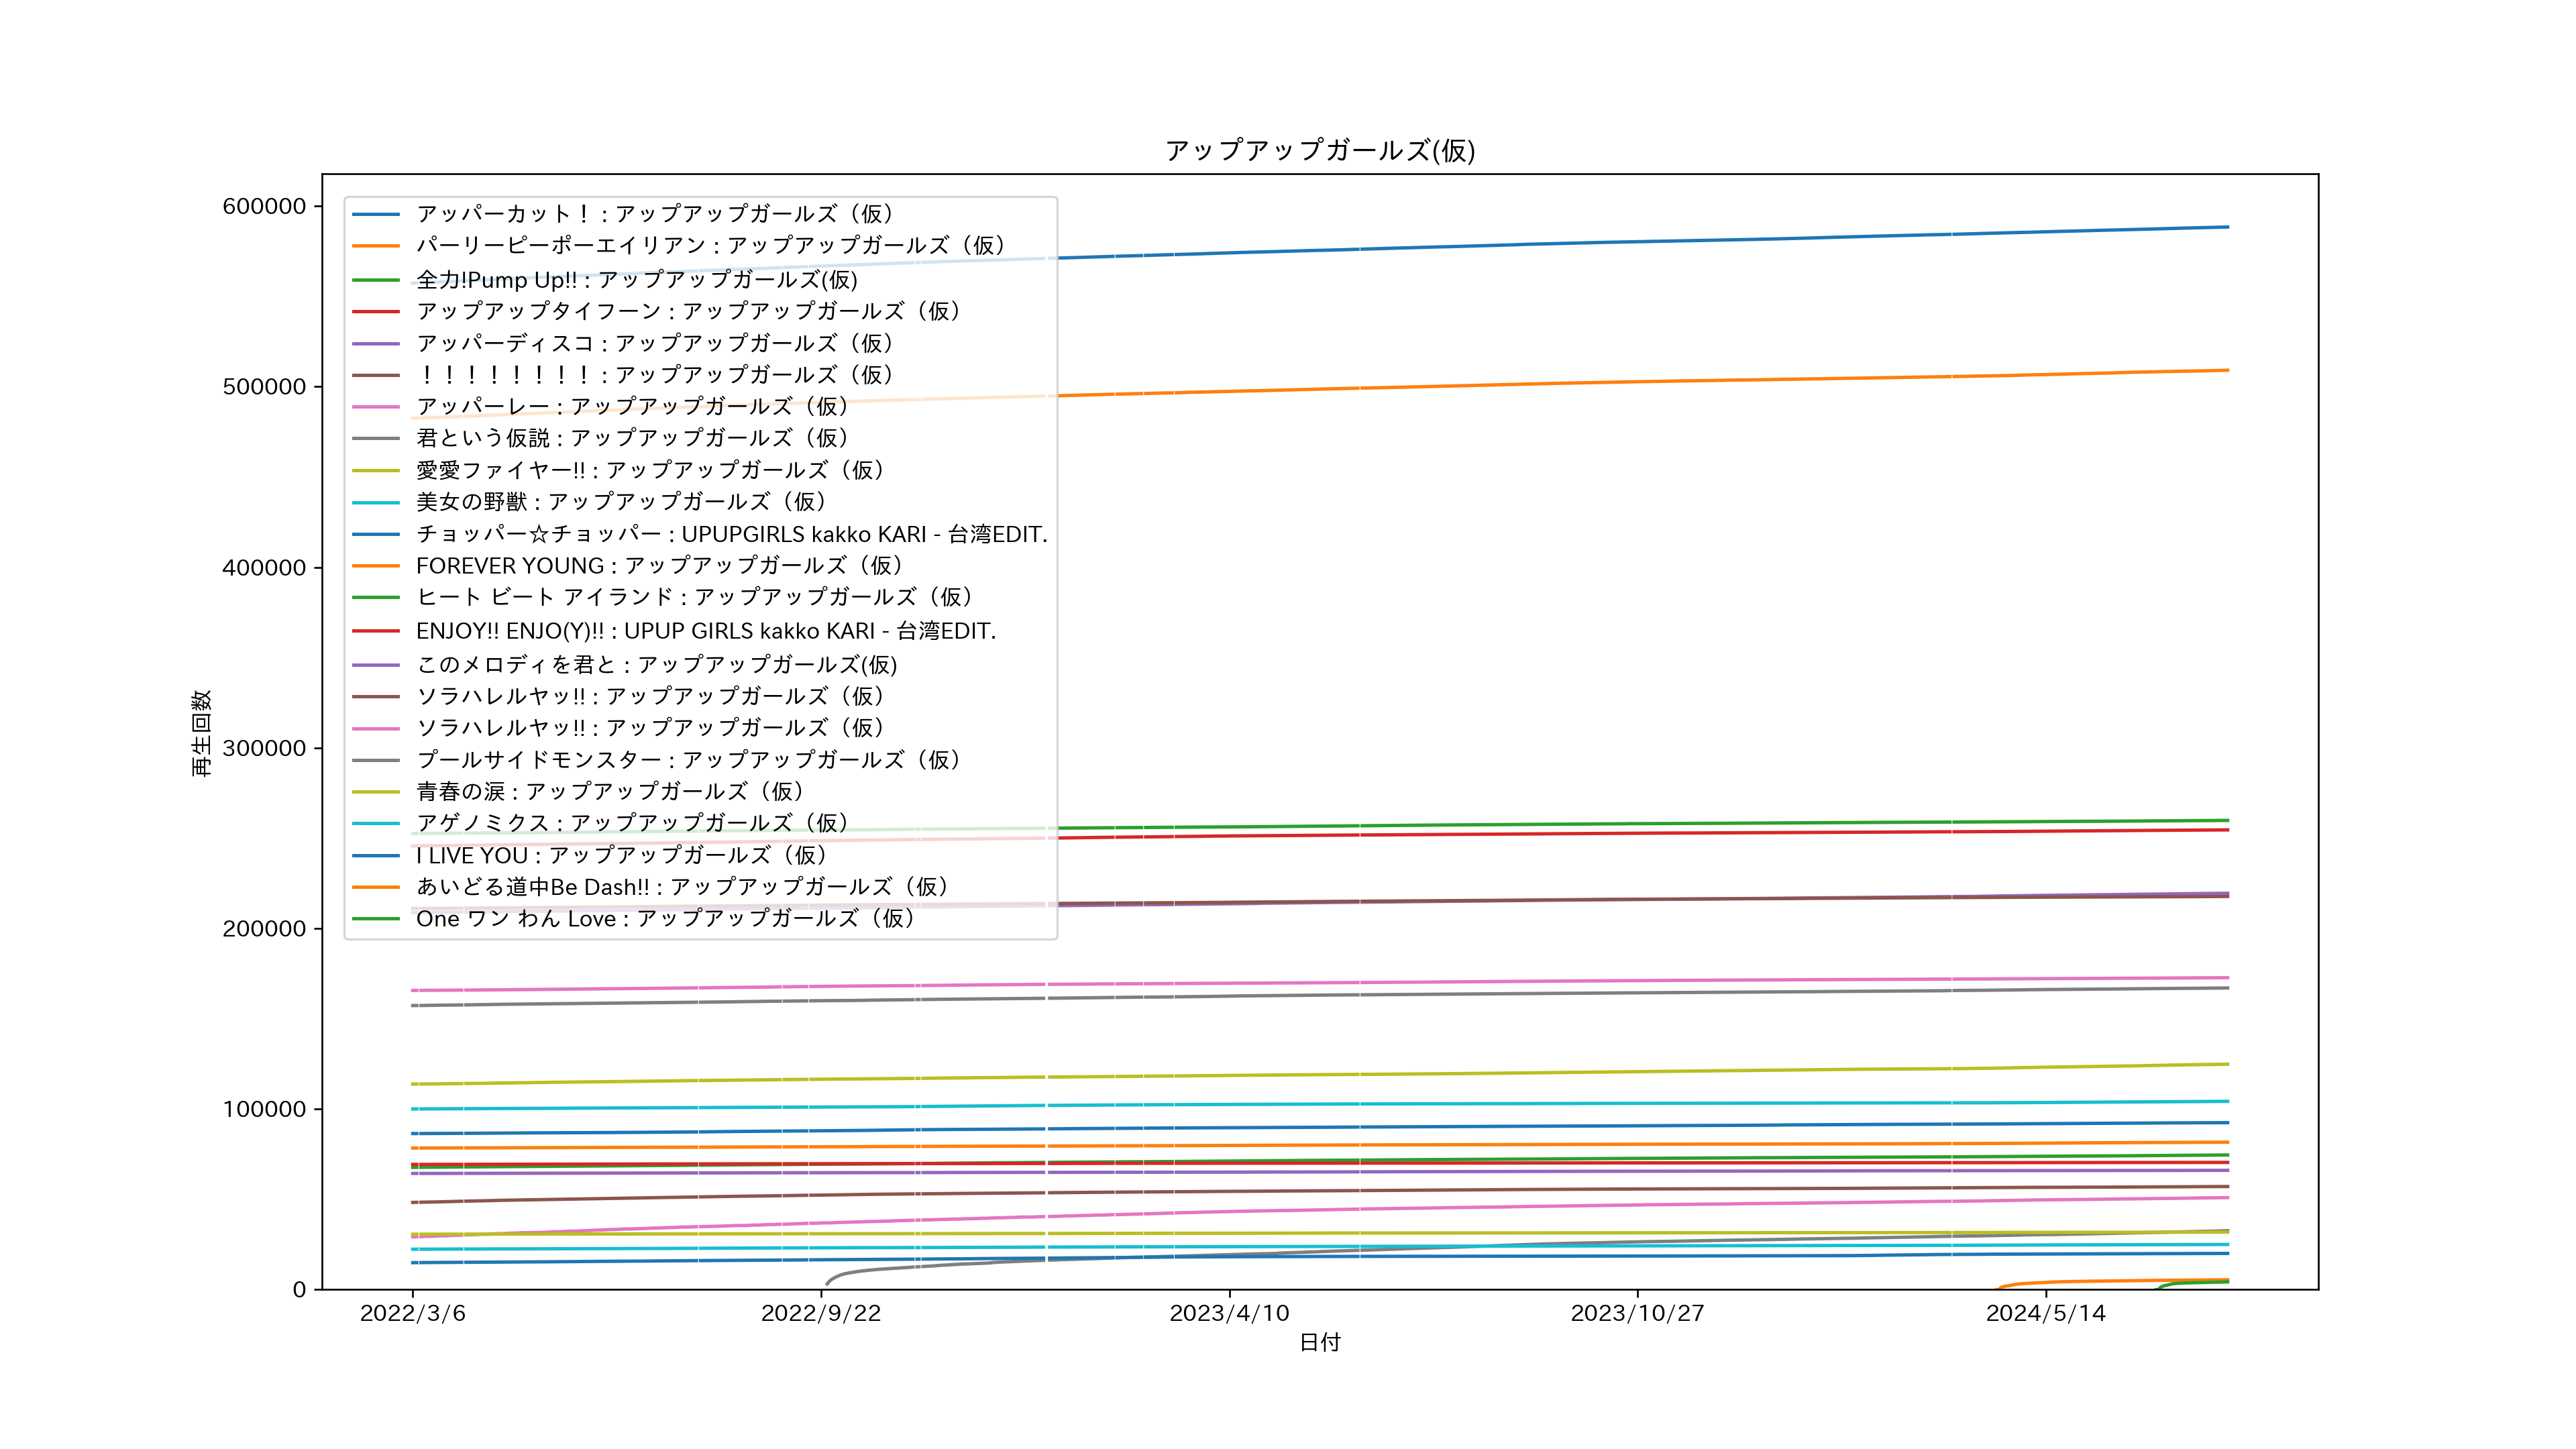 アップアップガールズ(仮)
600000
500000
400000
300000
200000
100000
0
再生回数
アッパーカット！ : アップアップガールズ（仮）
パーリーピーポーエイリアン : アップアップガールズ（仮）
全力!Pump Up!! : アップアップガールズ(仮)
アップアップタイフーン : アップアップガールズ（仮）
アッパーディスコ : アップアップガールズ（仮）
！！！！！！！！ : アップアップガールズ（仮）
アッパーレー : アップアップガールズ（仮）
君という仮説 : アップアップガールズ（仮）
愛愛ファイヤー!! : アップアップガールズ（仮）
美女の野獣 : アップアップガールズ（仮）
チョッパー☆チョッパー : UPUPGIRLS kakko KARI - 台湾EDIT.
FOREVER YOUNG : アップアップガールズ（仮）
ヒート ビート アイランド : アップアップガールズ（仮）
ENJOY!! ENJO(Y)!! : UPUP GIRLS kakko KARI - 台湾EDIT.
このメロディを君と : アップアップガールズ(仮)
ソラハレルヤッ!! : アップアップガールズ（仮）
ソラハレルヤッ!! : アップアップガールズ（仮）
プールサイドモンスター : アップアップガールズ（仮）
青春の涙 : アップアップガールズ（仮）
アゲノミクス : アップアップガールズ（仮）
I LIVE YOU : アップアップガールズ（仮）
あいどる道中Be Dash!! : アップアップガールズ（仮）
One ワン わん Love : アップアップガールズ（仮）
2022/3/6
2022/9/22
2023/4/10
2023/10/27
2024/5/14
日付